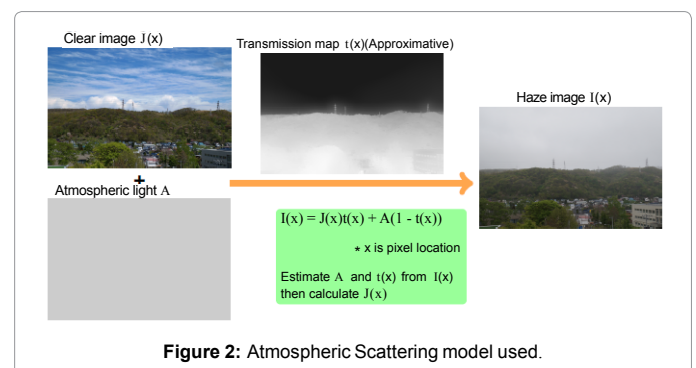 Clear image J(x)
Transmission map t(x)(Approximative)
Haze image I(x)
+
Atmospheric light A
I(x) = J(x)t(x) + A(1 - t(x))
* x is pixel location
Estimate A and t(x) from I(x)
then calculate J(x)
Figure 2: Atmospheric Scattering model used.